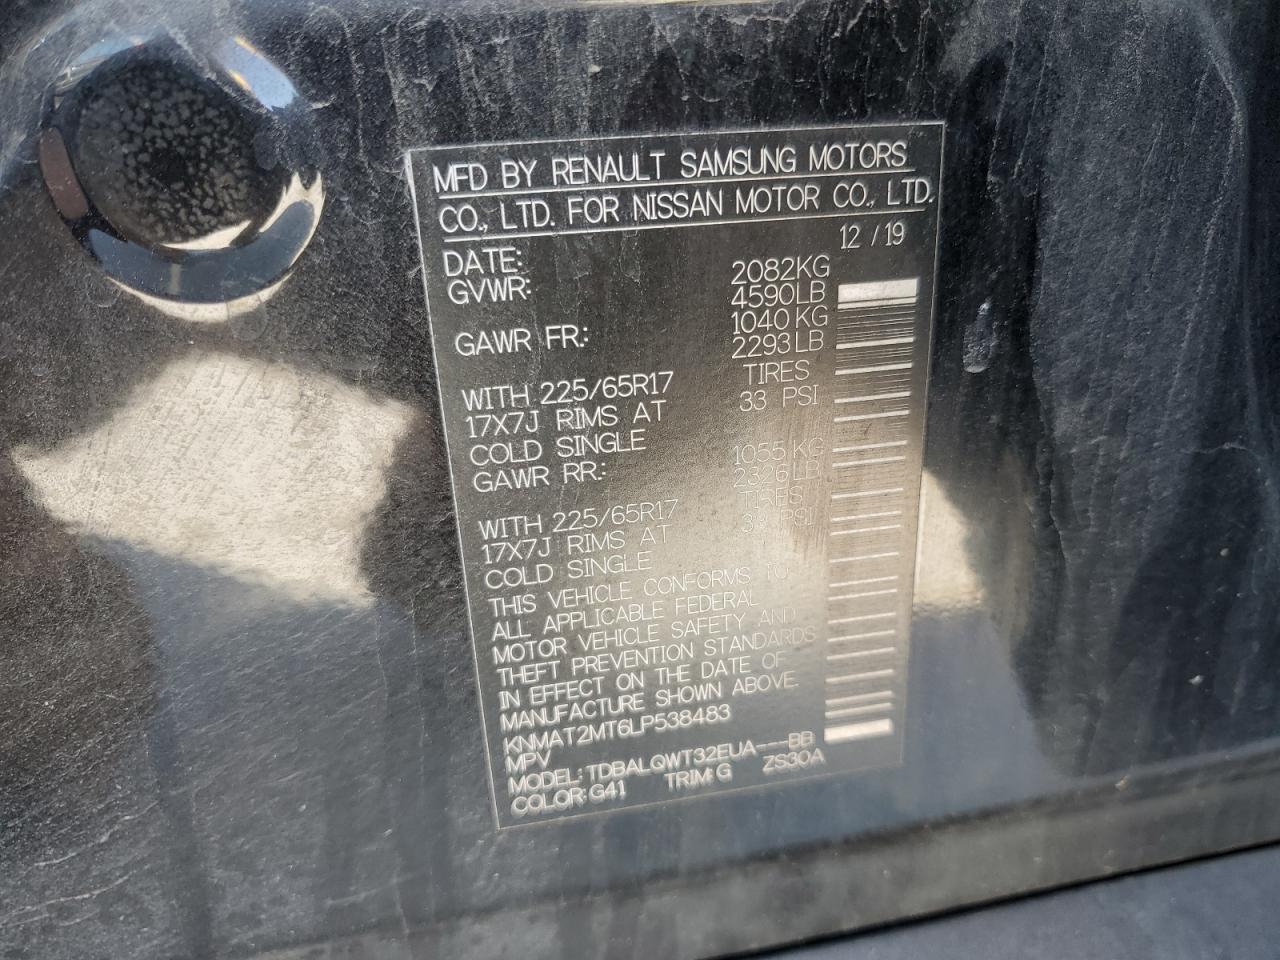 MFD BY RENAULT SAMSUNG MOTORS
CO., LTD. FOR NISSAN MOTOR CO., LTD.
DATE: 12 / 19
GVWR: 2082KG
4590LB
GAWR FR: 1040KG
2293LB
WITH 225/65R17 TIRES
17X7J RIMS AT 33 PSI
COLD SINGLE
GAWR RR: 1055KG
2326LB
WITH 225/65R17 TIRES
17X7J RIMS AT 33 PSI
COLD SINGLE
THIS VEHICLE CONFORMS TO
ALL APPLICABLE FEDERAL
MOTOR VEHICLE SAFETY AND
THEFT PREVENTION STANDARDS
IN EFFECT ON THE DATE OF
MANUFACTURE SHOWN ABOVE.
KNMAT2MT6LP538483
MPV
MODEL: TDBALQWT32EUA---BB
COLOR: G41 TRIM: G ZS30A